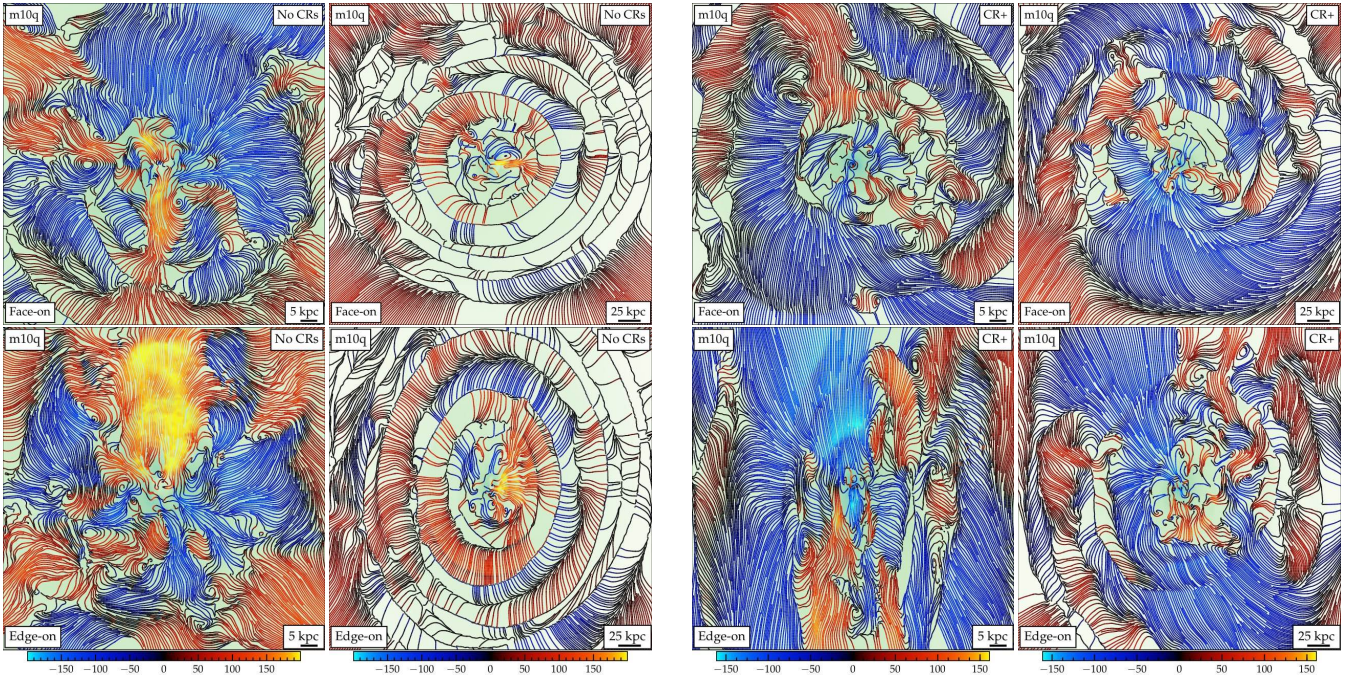 m10q No CRs m10q No CRs m10q CR+ m10q CR+
Face-on 5 kpc Face-on 25 kpc Face-on 5 kpc Face-on 25 kpc
m10q No CRs m10q No CRs m10q CR+ m10q CR+
Edge-on 5 kpc Edge-on 25 kpc Edge-on 5 kpc Edge-on 25 kpc
−150 −100 −50 0 50 100 150 −150 −100 −50 0 50 100 150 −150 −100 −50 0 50 100 150 −150 −100 −50 0 50 100 150